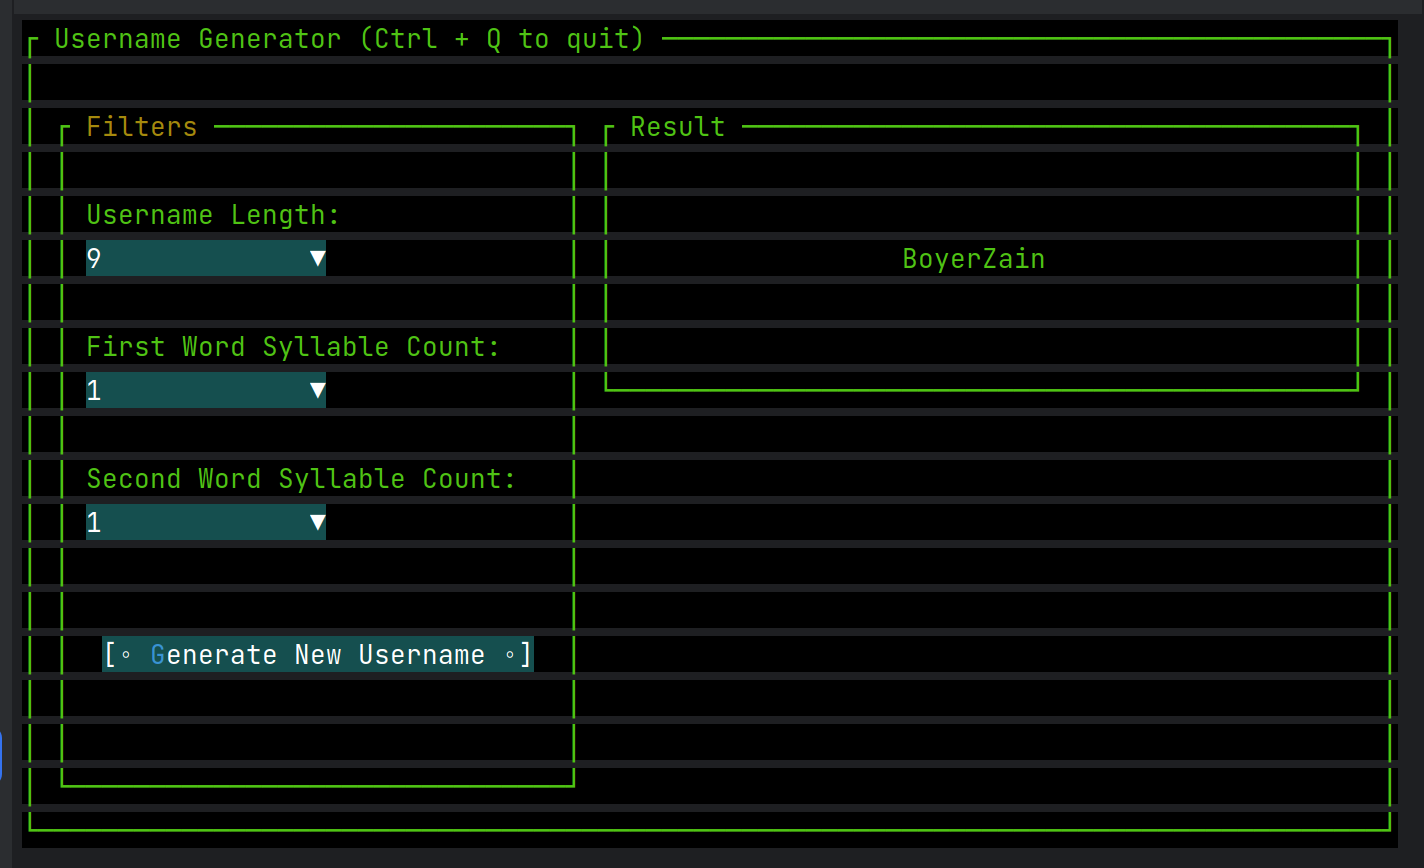 Username Generator (Ctrl + Q to quit)
Filters
Username Length:
9 ▼
First Word Syllable Count:
1 ▼
Second Word Syllable Count:
1 ▼
[◦ Generate New Username ◦]
Result
BoyerZain